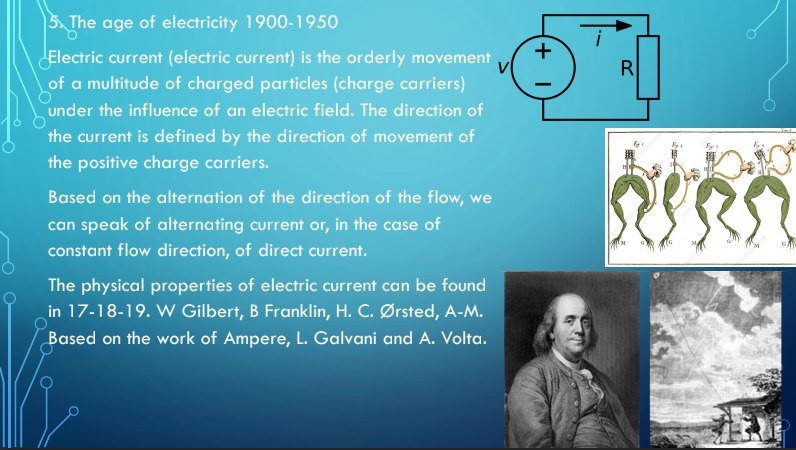 5. The age of electricity 1900-1950
Electric current (electric current) is the orderly movement
of a multitude of charged particles (charge carriers)
under the influence of an electric field. The direction of
the current is defined by the direction of movement of
the positive charge carriers.
Based on the alternation of the direction of the flow, we
can speak of alternating current or, in the case of
constant flow direction, of direct current.
The physical properties of electric current can be found
in 17-18-19. W Gilbert, B Franklin, H. C. Ørsted, A-M.
Based on the work of Ampere, L. Galvani and A. Volta.
i
v
+
−
R